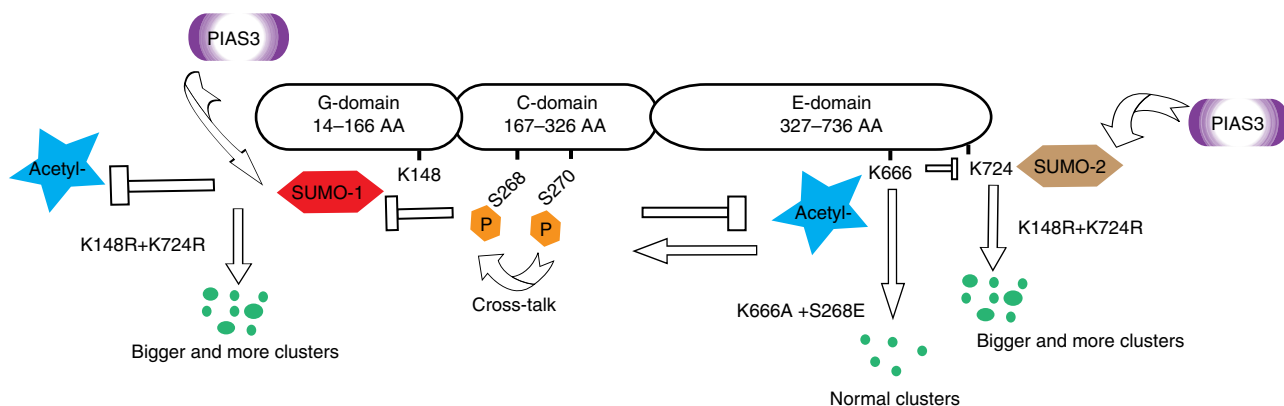 PIAS3
G-domain
14–166 AA
C-domain
167–326 AA
E-domain
327–736 AA
PIAS3
Acetyl-
SUMO-1
K148
S268
S270
P
P
K666
K724
SUMO-2
Acetyl-
K148R+K724R
K148R+K724R
Cross-talk
K666A +S268E
Bigger and more clusters
Bigger and more clusters
Normal clusters